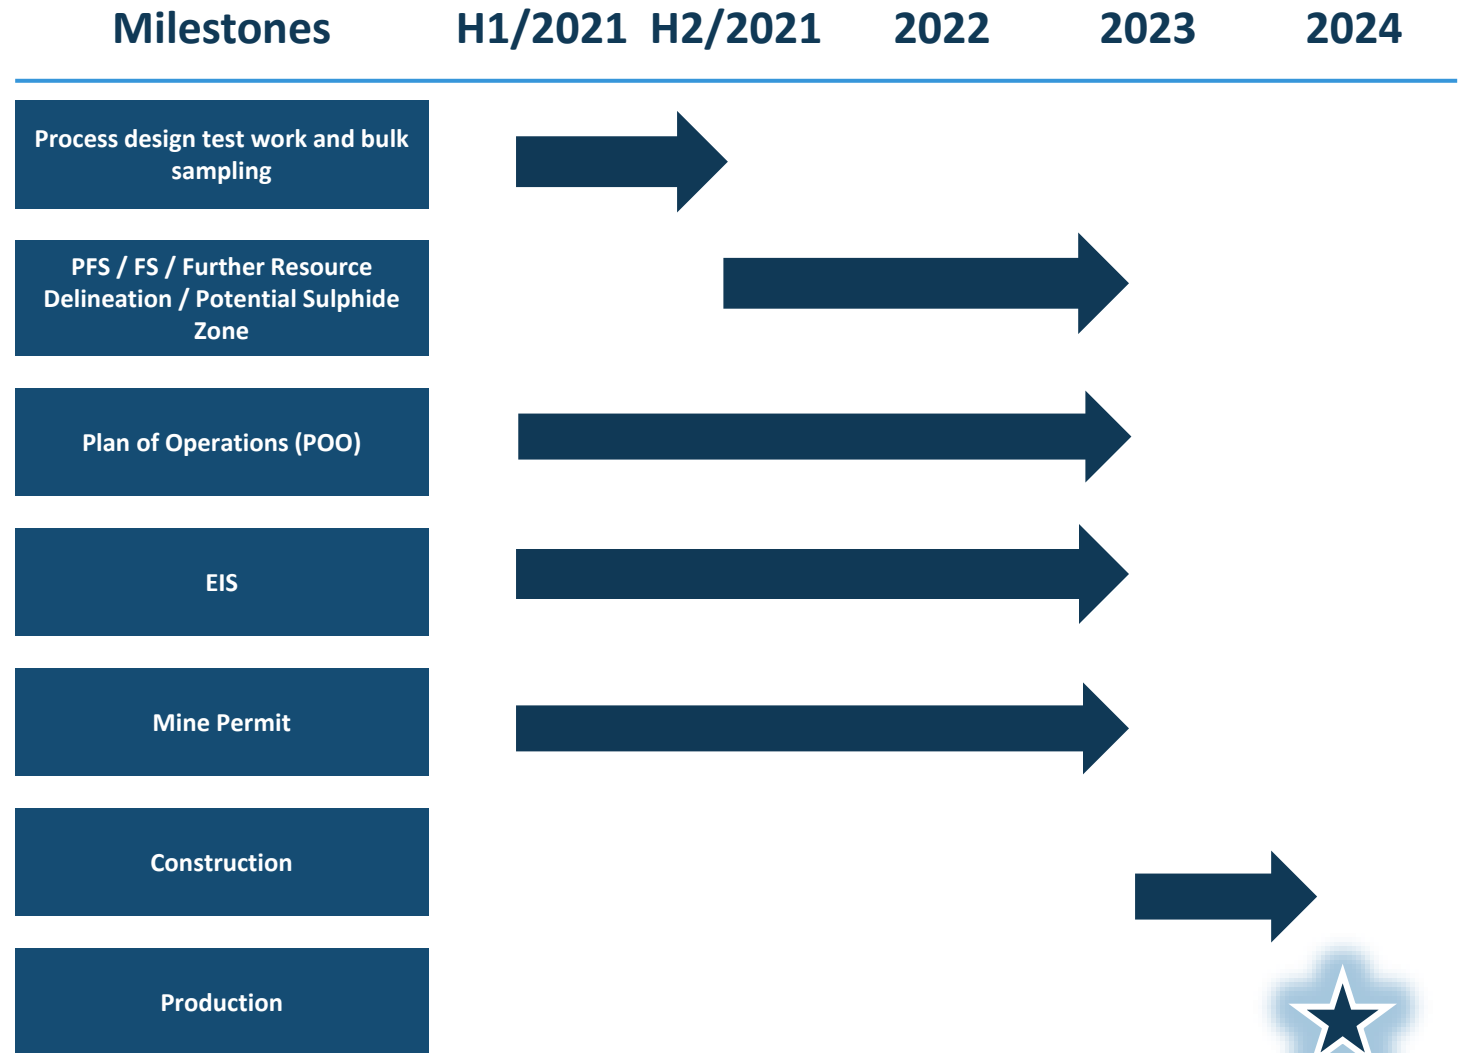 Milestones H1/2021 H2/2021 2022 2023 2024
Process design test work and bulk
sampling
PFS / FS / Further Resource
Delineation / Potential Sulphide
Zone
Plan of Operations (POO)
EIS
Mine Permit
Construction
Production